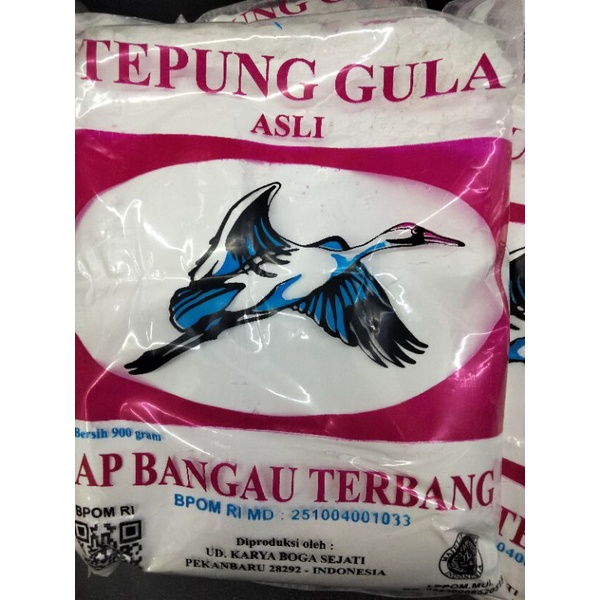 TEPUNG GULA
ASLI
Bersih 900 gram
AP BANGAU TERBANG
BPOM RI MD : 251004001033
BPOM RI
Diproduksi oleh :
UD. KARYA BOGA SEJATI
PEKANBARU 28292 - INDONESIA